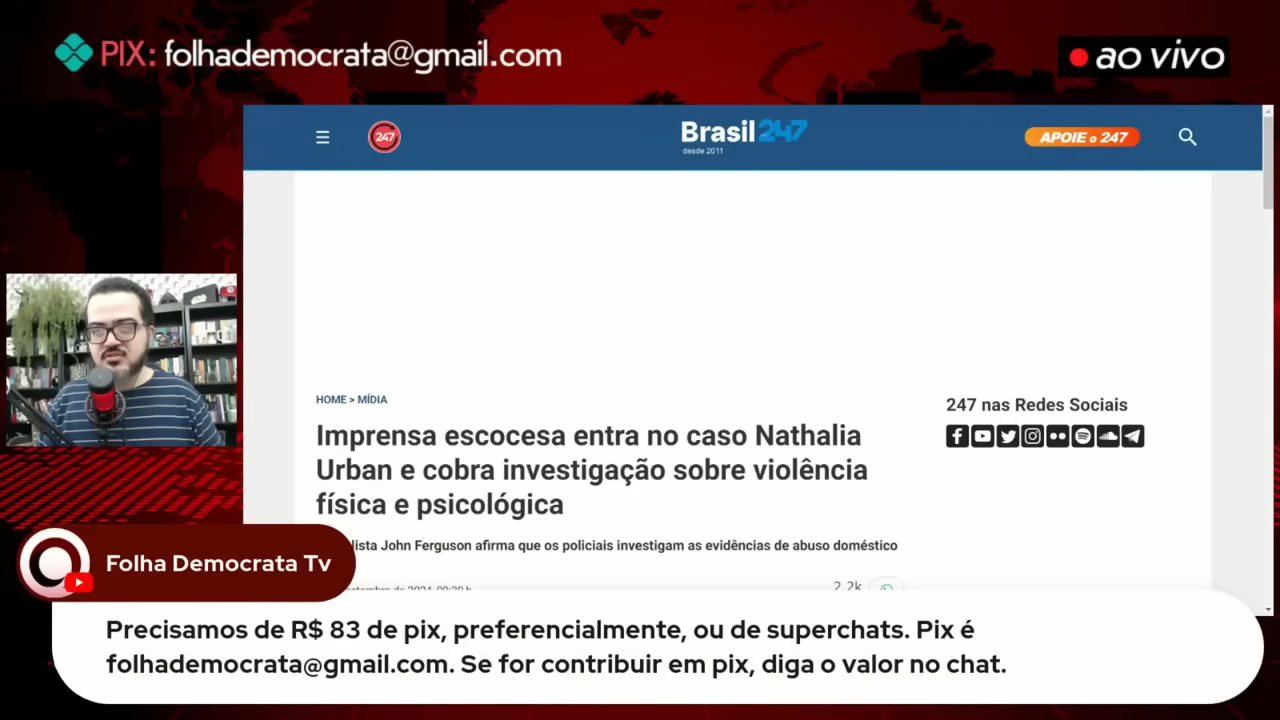 PIX: folhademocrata@gmail.com
ao vivo
247
Brasil 247
desde 2011
APOIE o 247
HOME > MÍDIA
Imprensa escocesa entra no caso Nathalia
Urban e cobra investigação sobre violência
física e psicológica
lista John Ferguson afirma que os policiais investigam as evidências de abuso doméstico
2.2k
247 nas Redes Sociais
Folha Democrata Tv
Precisamos de R$ 83 de pix, preferencialmente, ou de superchats. Pix é
folhademocrata@gmail.com. Se for contribuir em pix, diga o valor no chat.